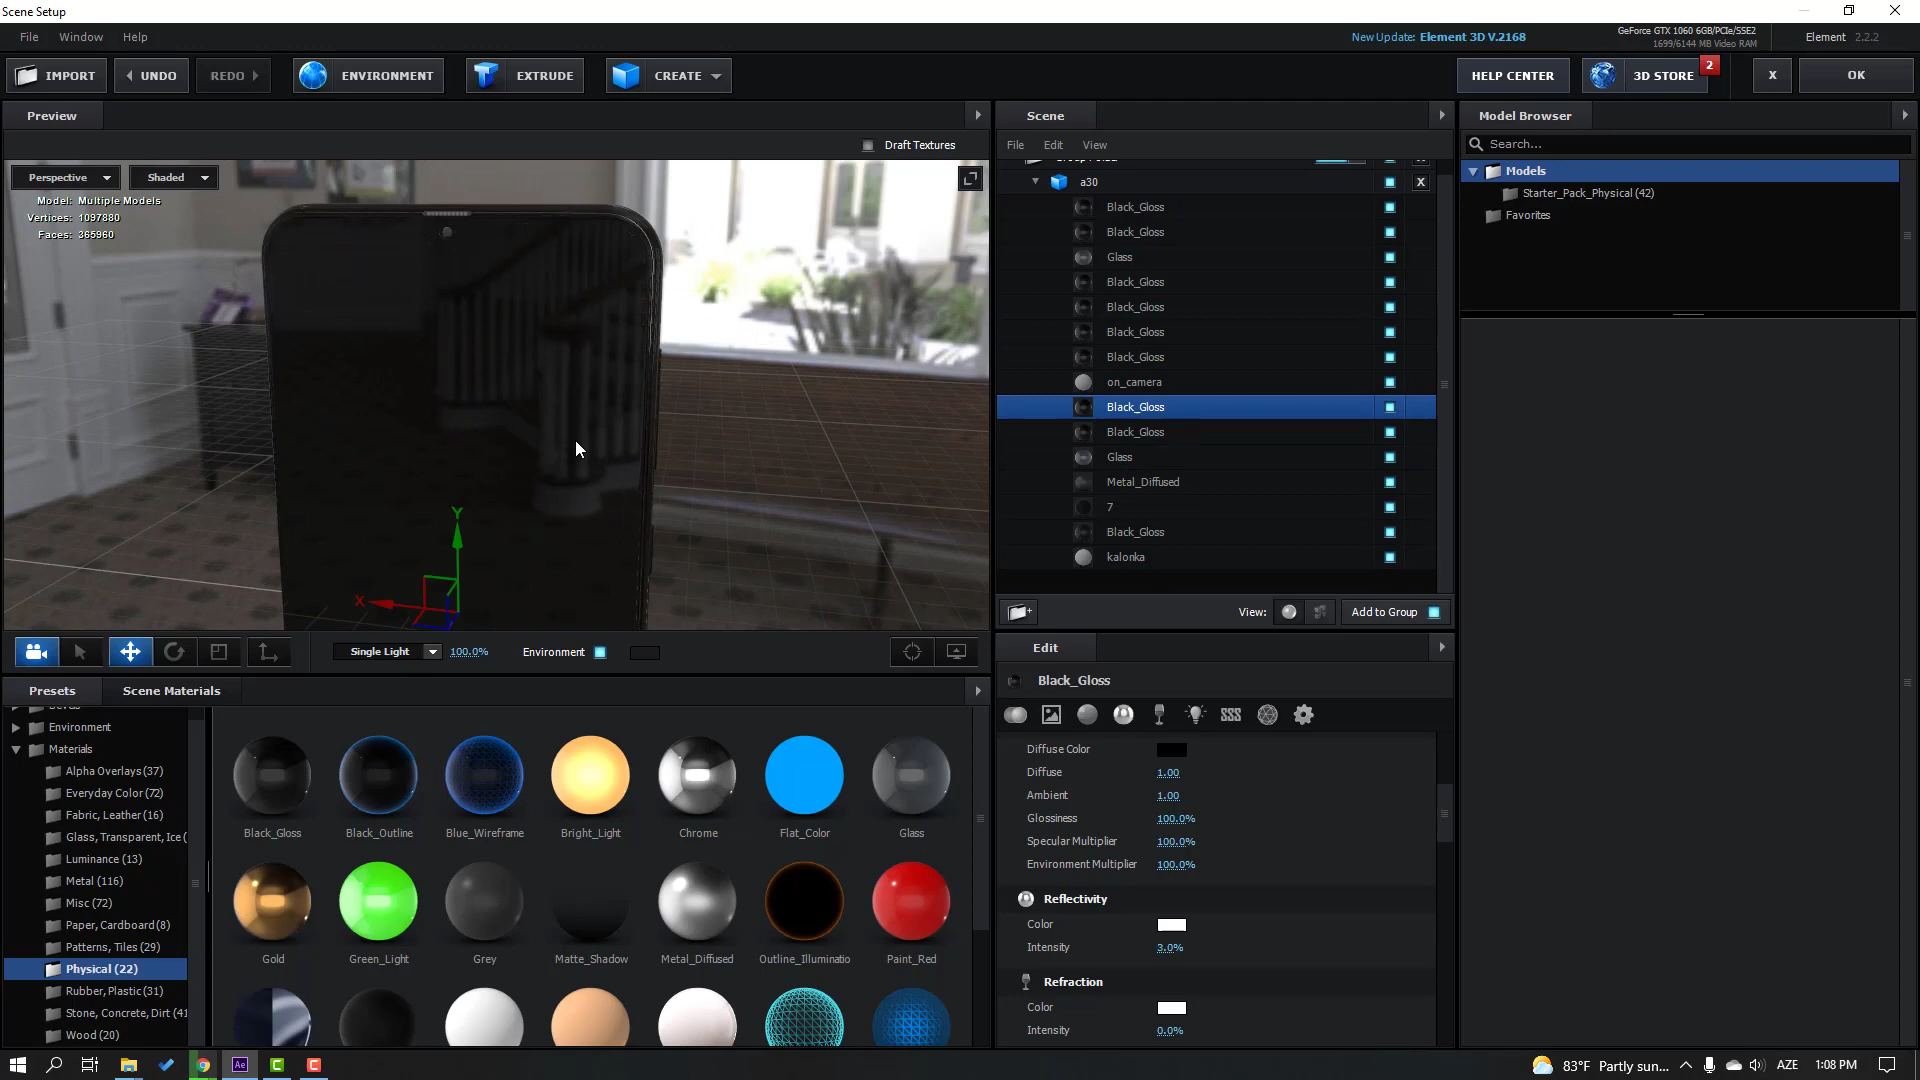 Scene Setup
File Window Help
New Update: Element 3D V.2168
GeForce GTX 1060 6GB/PCIe/SSE2
1699/6144 MB Video RAM
Element 2.2.2
IMPORT UNDO REDO ENVIRONMENT EXTRUDE CREATE HELP CENTER 3D STORE 2 X OK
Preview
Draft Textures
Perspective Shaded
Model: Multiple Models
Vertices: 1097880
Faces: 365960
Y
X
Single Light 100.0% Environment
Scene
File Edit View
a30 X
Black_Gloss
Black_Gloss
Glass
Black_Gloss
Black_Gloss
Black_Gloss
Black_Gloss
on_camera
Black_Gloss
Black_Gloss
Glass
Metal_Diffused
7
Black_Gloss
kalonka
View: Add to Group
Model Browser
Search...
Models
Starter_Pack_Physical (42)
Favorites
Presets Scene Materials
Environment
Materials
Alpha Overlays (37)
Everyday Color (72)
Fabric, Leather (16)
Glass, Transparent, Ice (
Luminance (13)
Metal (116)
Misc (72)
Paper, Cardboard (8)
Patterns, Tiles (29)
Physical (22)
Rubber, Plastic (31)
Stone, Concrete, Dirt (41
Wood (20)
Black_Gloss Black_Outline Blue_Wireframe Bright_Light Chrome Flat_Color Glass
Gold Green_Light Grey Matte_Shadow Metal_Diffused Outline_Illuminatio Paint_Red
Edit
Black_Gloss
Diffuse Color
Diffuse 1.00
Ambient 1.00
Glossiness 100.0%
Specular Multiplier 100.0%
Environment Multiplier 100.0%
Reflectivity
Color
Intensity 3.0%
Refraction
Color
Intensity 0.0%
Ae C C 83°F Partly sun... AZE 1:08 PM